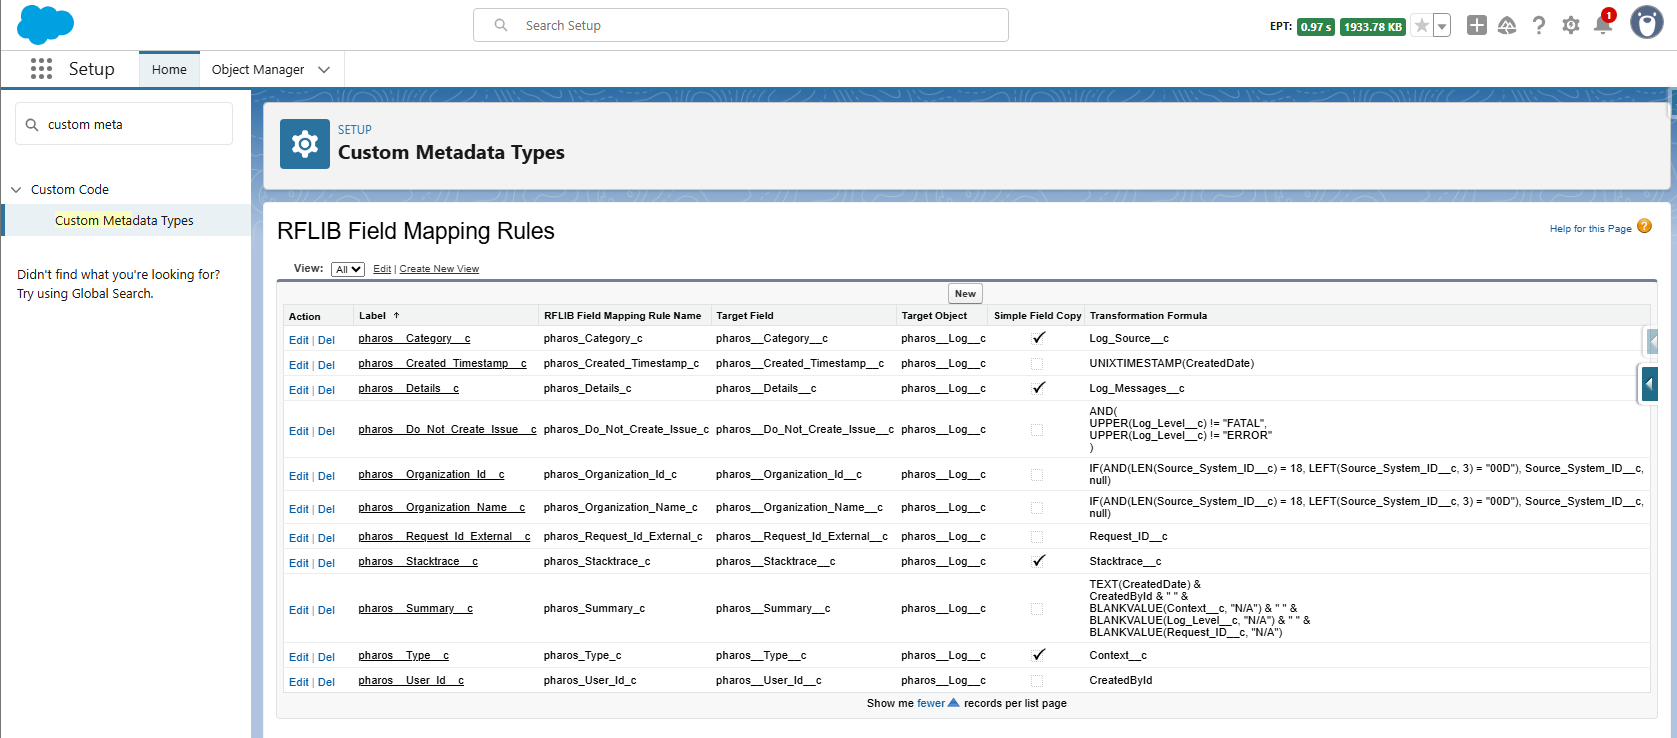 Search Setup
EPT: 0.97 s 1933.78 KB
1
Setup Home Object Manager
custom meta
Custom Code
Custom Metadata Types
Didn't find what you're looking for?
Try using Global Search.
SETUP
Custom Metadata Types
RFLIB Field Mapping Rules
Help for this Page ?
View: All Edit | Create New View
New
Action Label ↑ RFLIB Field Mapping Rule Name Target Field Target Object Simple Field Copy Transformation Formula
Edit | Del pharos__Category__c pharos_Category_c pharos__Category__c pharos__Log__c ✓ Log_Source__c
Edit | Del pharos__Created_Timestamp__c pharos_Created_Timestamp_c pharos__Created_Timestamp__c pharos__Log__c UNIXTIMESTAMP(CreatedDate)
Edit | Del pharos__Details__c pharos_Details_c pharos__Details__c pharos__Log__c ✓ Log_Messages__c
Edit | Del pharos__Do_Not_Create_Issue__c pharos_Do_Not_Create_Issue_c pharos__Do_Not_Create_Issue__c pharos__Log__c AND(
UPPER(Log_Level__c) != "FATAL",
UPPER(Log_Level__c) != "ERROR"
)
Edit | Del pharos__Organization_Id__c pharos_Organization_Id_c pharos__Organization_Id__c pharos__Log__c IF(AND(LEN(Source_System_ID__c) = 18, LEFT(Source_System_ID__c, 3) = "00D"), Source_System_ID__c,
null)
Edit | Del pharos__Organization_Name__c pharos_Organization_Name_c pharos__Organization_Name__c pharos__Log__c IF(AND(LEN(Source_System_ID__c) = 18, LEFT(Source_System_ID__c, 3) = "00D"), Source_System_ID__c,
null)
Edit | Del pharos__Request_Id_External__c pharos_Request_Id_External_c pharos__Request_Id_External__c pharos__Log__c Request_ID__c
Edit | Del pharos__Stacktrace__c pharos_Stacktrace_c pharos__Stacktrace__c pharos__Log__c ✓ Stacktrace__c
Edit | Del pharos__Summary__c pharos_Summary_c pharos__Summary__c pharos__Log__c TEXT(CreatedDate) &
CreatedById & " " &
BLANKVALUE(Context__c, "N/A") & " " &
BLANKVALUE(Log_Level__c, "N/A") & " " &
BLANKVALUE(Request_ID__c, "N/A")
Edit | Del pharos__Type__c pharos_Type_c pharos__Type__c pharos__Log__c ✓ Context__c
Edit | Del pharos__User_Id__c pharos_User_Id_c pharos__User_Id__c pharos__Log__c CreatedById
Show me fewer records per list page